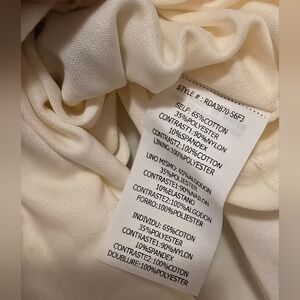 STYLE # : RDA3870-S6F3
SELF: 65%COTTON
35%POLYESTER
CONTRAST1:90%NYLON
10%SPANDEX
CONTRAST2:100%COTTON
LINING:100%POLYESTER
UNO MISMO: 65%ALGODON
35%POLIESTER
CONTRASTE1:90%NAILON
10%ELASTANO
CONTRASTE2:100%ALGODON
FORRO:100%POLIESTER
INDIVIDU: 65%COTON
35%POLYESTER
CONTRASTE1:90%NYLON
10%SPANDEX
CONTRASTE2:100%COTON
DOUBLURE:100%POLYESTER